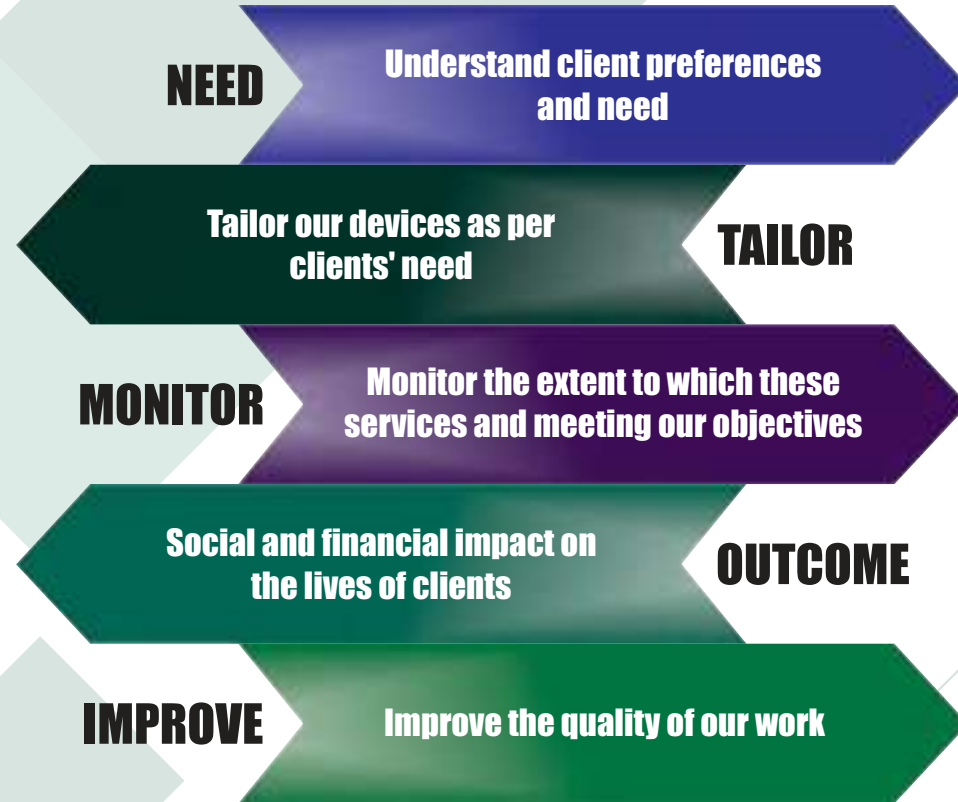 NEED
Understand client preferences
and need
Tailor our devices as per
clients' need
TAILOR
MONITOR
Monitor the extent to which these
services and meeting our objectives
Social and financial impact on
the lives of clients
OUTCOME
IMPROVE
Improve the quality of our work